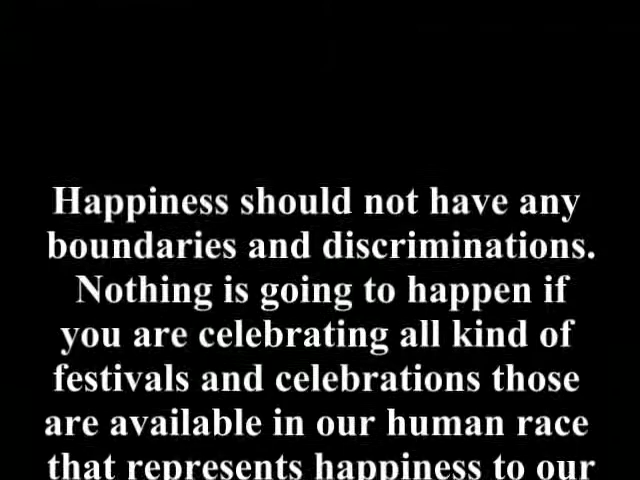 Happiness should not have any
boundaries and discriminations.
Nothing is going to happen if
you are celebrating all kind of
festivals and celebrations those
are available in our human race
that represents happiness to our